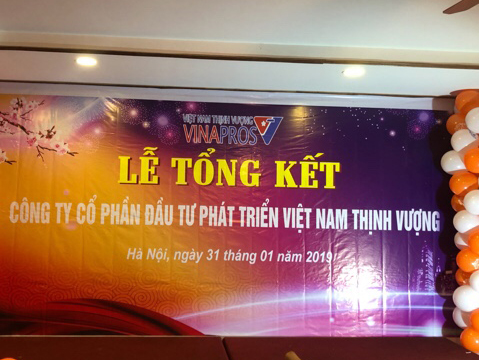 VIỆT NAM THỊNH VƯỢNG
VINAPROS
LỄ TỔNG KẾT
CÔNG TY CỔ PHẦN ĐẦU TƯ PHÁT TRIỂN VIỆT NAM THỊNH VƯỢNG
Hà Nội, ngày 31 tháng 01 năm 2019